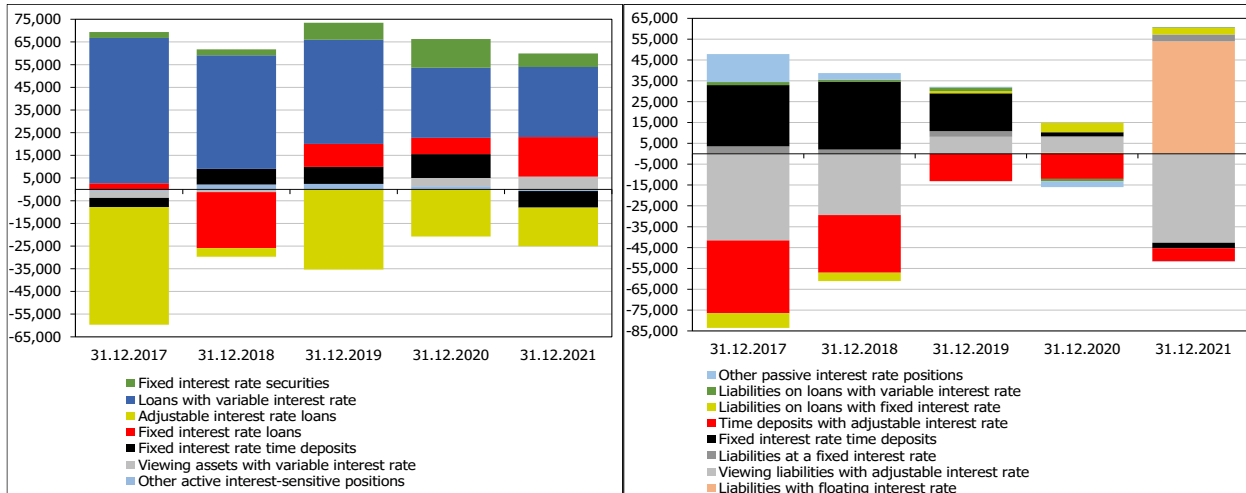 75,000
65,000
55,000
45,000
35,000
25,000
15,000
5,000
-5,000
-15,000
-25,000
-35,000
-45,000
-55,000
-65,000
31.12.2017 31.12.2018 31.12.2019 31.12.2020 31.12.2021
Fixed interest rate securities
Loans with variable interest rate
Adjustable interest rate loans
Fixed interest rate loans
Fixed interest rate time deposits
Viewing assets with variable interest rate
Other active interest-sensitive positions
65,000
55,000
45,000
35,000
25,000
15,000
5,000
-5,000
-15,000
-25,000
-35,000
-45,000
-55,000
-65,000
-75,000
-85,000
31.12.2017 31.12.2018 31.12.2019 31.12.2020 31.12.2021
Other passive interest rate positions
Liabilities on loans with variable interest rate
Liabilities on loans with fixed interest rate
Time deposits with adjustable interest rate
Fixed interest rate time deposits
Liabilities at a fixed interest rate
Viewing liabilities with adjustable interest rate
Liabilities with floating interest rate